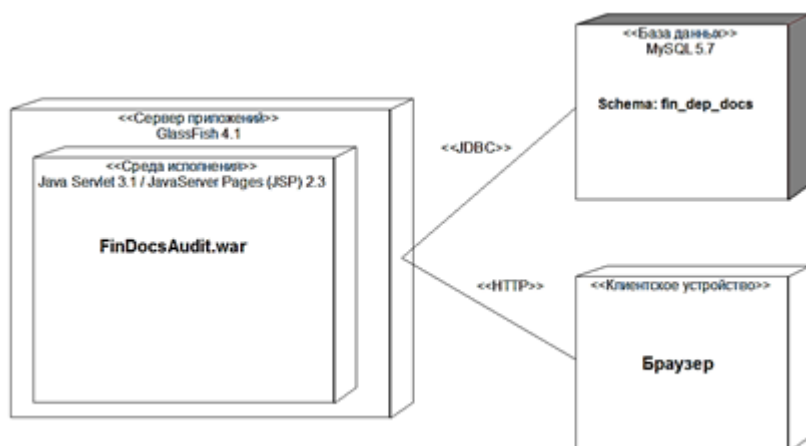 <<База данных>>
MySQL 5.7
Schema: fin_dep_docs
<<Сервер приложений>>
GlassFish 4.1
<<JDBC>>
<<Среда исполнения>>
Java Servlet 3.1 / JavaServer Pages (JSP) 2.3
FinDocsAudit.war
<<HTTP>>
<<Клиентское устройство>>
Браузер